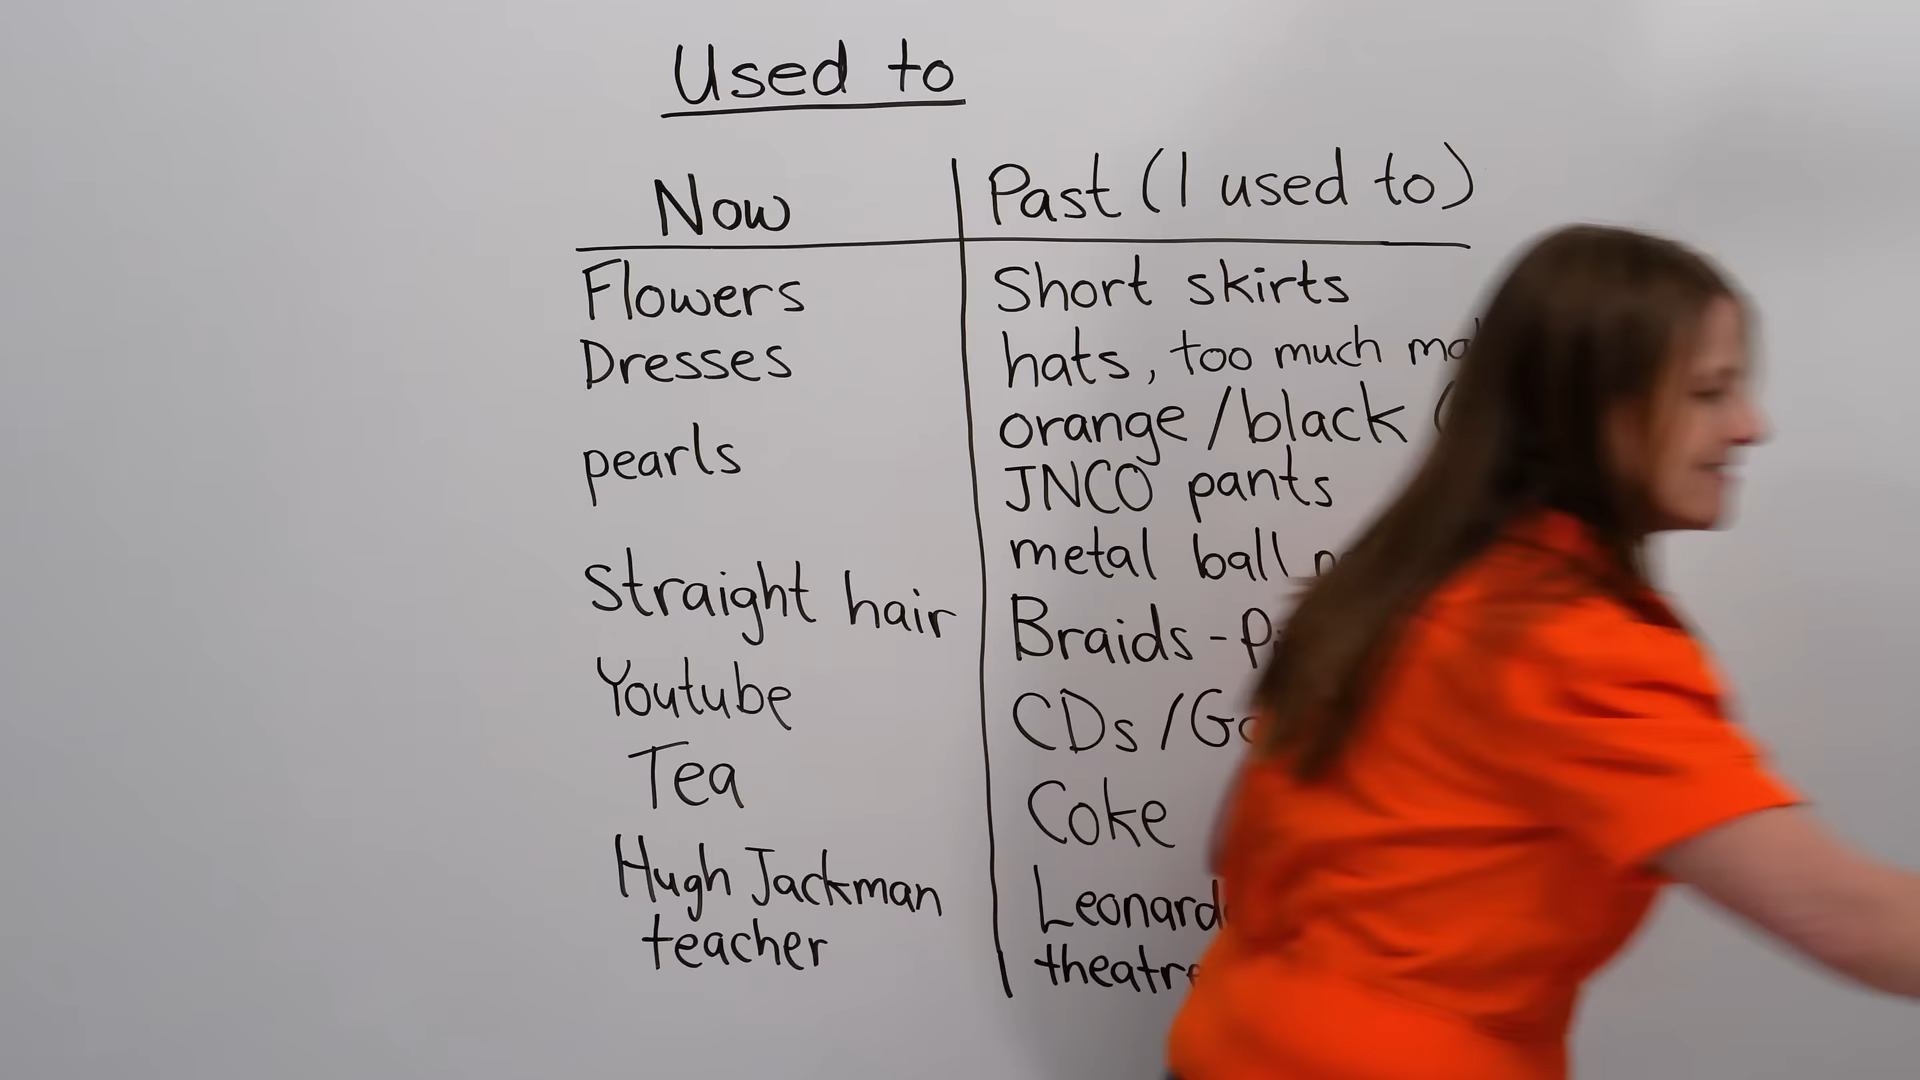 Used to
Now
Past (I used to)
Flowers
Short skirts
Dresses
hats, too much
orange/black (
pearls
JNCO pants
metal ball
Straight hair
Braids -
Youtube
CDs /
Tea
Coke
Hugh Jackman
teacher